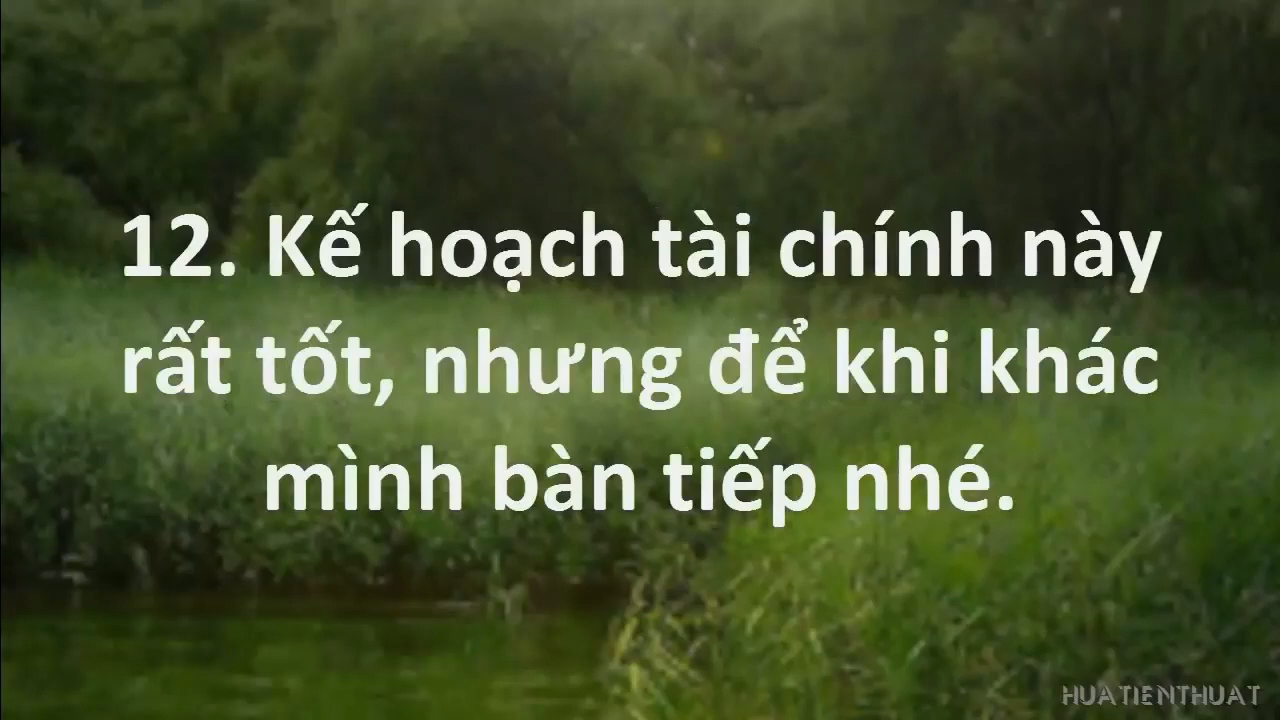 12. Kế hoạch tài chính này
rất tốt, nhưng để khi khác
mình bàn tiếp nhé.
HUATIENTHUAT